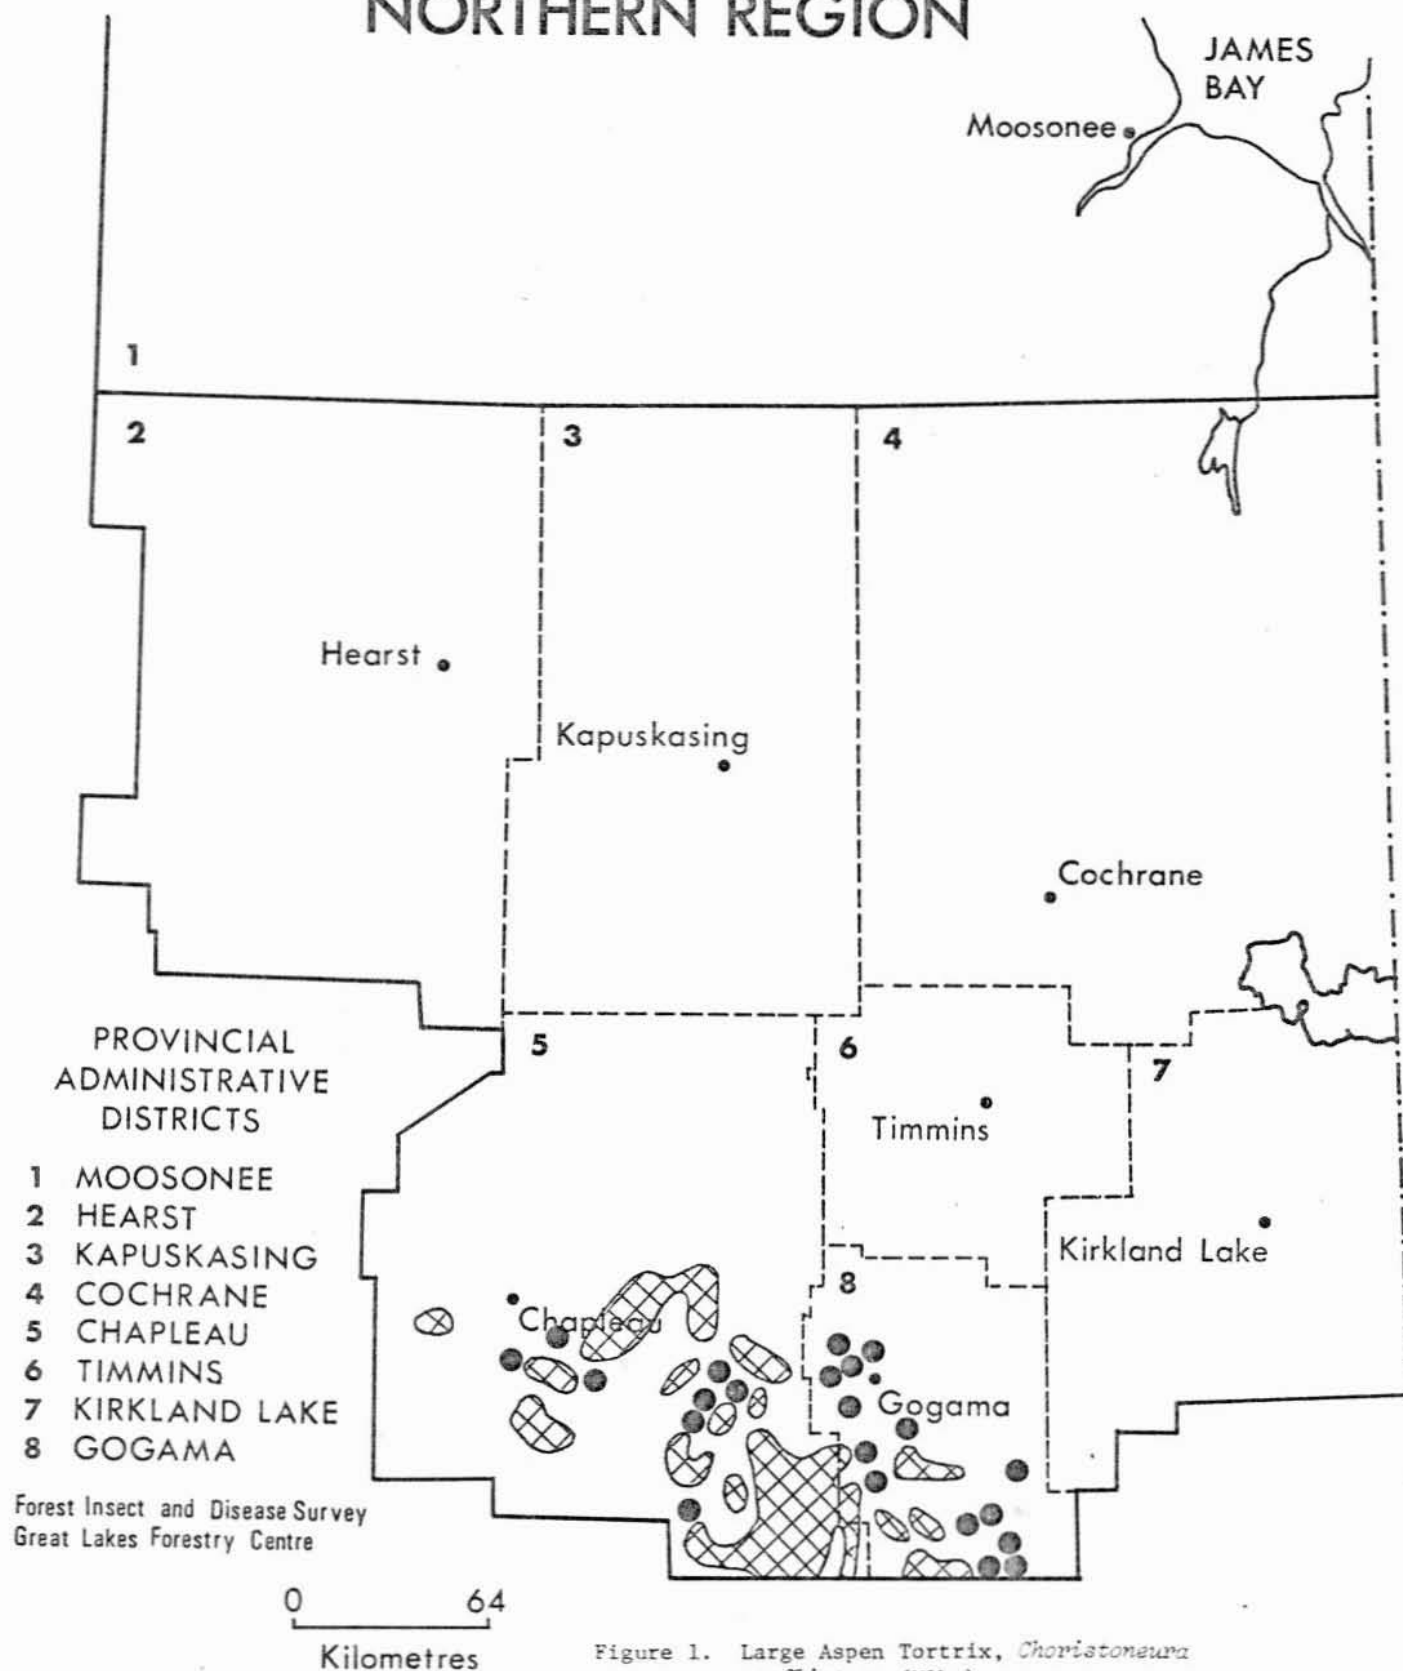 NORTHERN REGION
JAMES
BAY
Moosonee
1
2
3
4
Hearst
Kapuskasing
Cochrane
5
6
7
Timmins
Kirkland Lake
8
Chapleau
Gogama
PROVINCIAL
ADMINISTRATIVE
DISTRICTS
1 MOOSONEE
2 HEARST
3 KAPUSKASING
4 COCHRANE
5 CHAPLEAU
6 TIMMINS
7 KIRKLAND LAKE
8 GOGAMA
Forest Insect and Disease Survey
Great Lakes Forestry Centre
0 64
Kilometres
Figure 1. Large Aspen Tortrix, Choristoneura